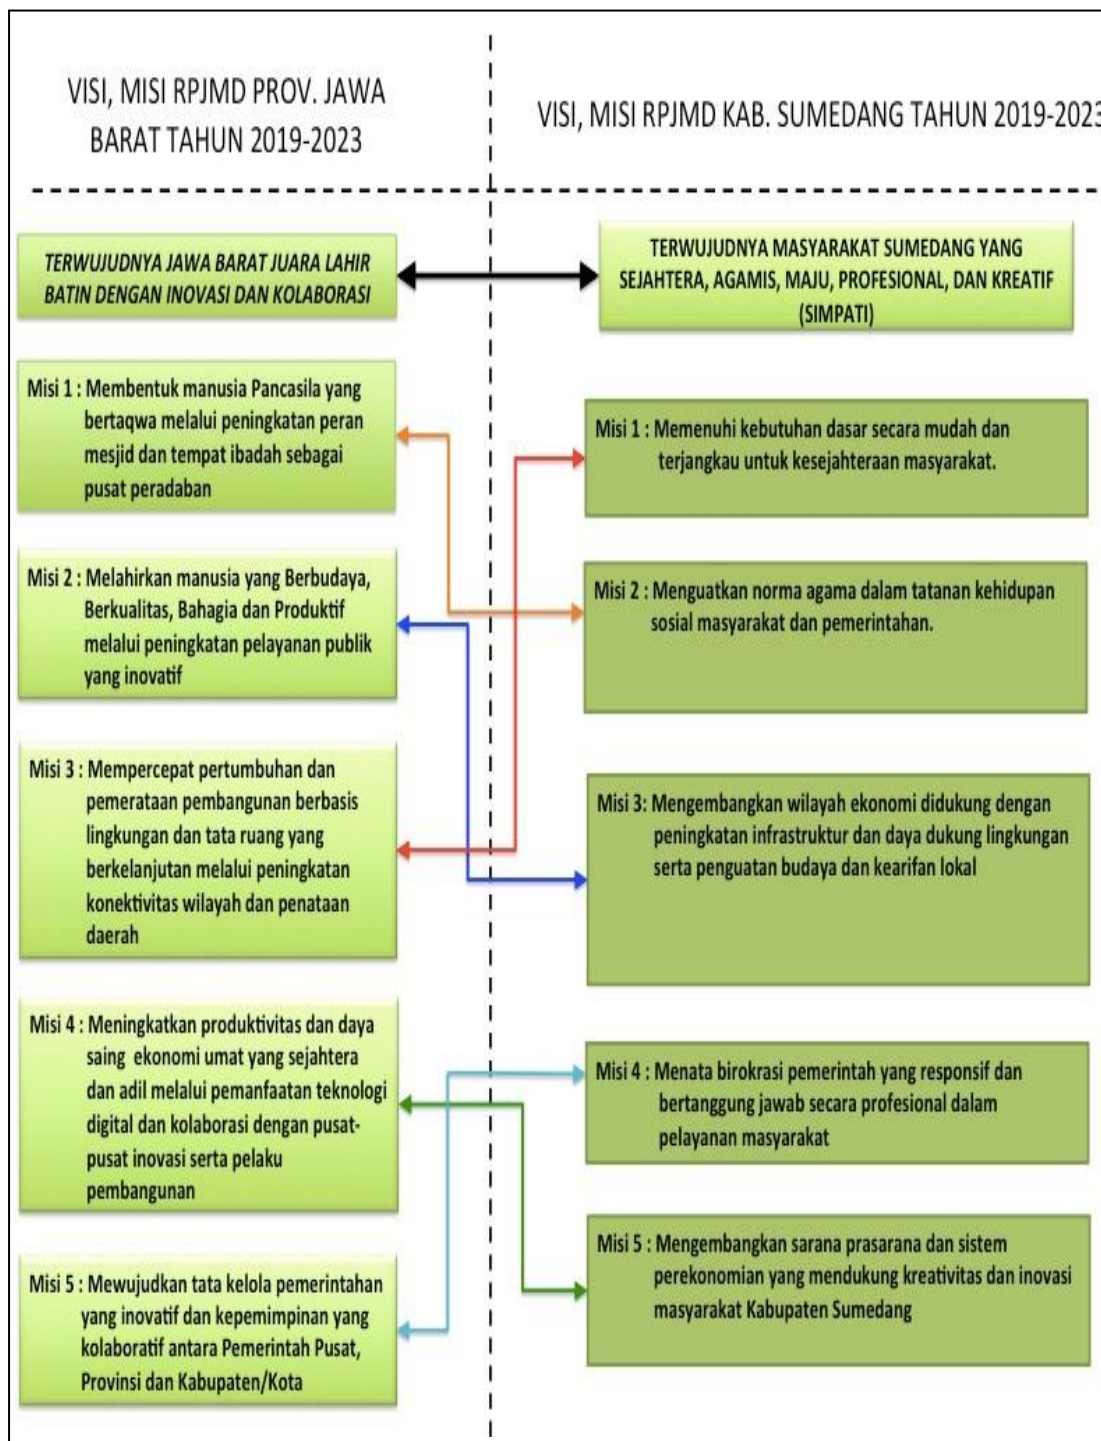 VISI, MISI RPJMD PROV. JAWA
BARAT TAHUN 2019-2023
VISI, MISI RPJMD KAB. SUMEDANG TAHUN 2019-2023
TERWUJUDNYA JAWA BARAT JUARA LAHIR
BATIN DENGAN INOVASI DAN KOLABORASI
TERWUJUDNYA MASYARAKAT SUMEDANG YANG
SEJAHTERA, AGAMIS, MAJU, PROFESIONAL, DAN KREATIF
(SIMPATI)
Misi 1 : Membentuk manusia Pancasila yang
bertaqwa melalui peningkatan peran
mesjid dan tempat ibadah sebagai
pusat peradaban
Misi 2 : Melahirkan manusia yang Berbudaya,
Berkualitas, Bahagia dan Produktif
melalui peningkatan pelayanan publik
yang inovatif
Misi 3 : Mempercepat pertumbuhan dan
pemerataan pembangunan berbasis
lingkungan dan tata ruang yang
berkelanjutan melalui peningkatan
konektivitas wilayah dan penataan
daerah
Misi 4 : Meningkatkan produktivitas dan daya
saing ekonomi umat yang sejahtera
dan adil melalui pemanfaatan teknologi
digital dan kolaborasi dengan pusat-
pusat inovasi serta pelaku
pembangunan
Misi 5 : Mewujudkan tata kelola pemerintahan
yang inovatif dan kepemimpinan yang
kolaboratif antara Pemerintah Pusat,
Provinsi dan Kabupaten/Kota
Misi 1 : Memenuhi kebutuhan dasar secara mudah dan
terjangkau untuk kesejahteraan masyarakat.
Misi 2 : Menguatkan norma agama dalam tatanan kehidupan
sosial masyarakat dan pemerintahan.
Misi 3: Mengembangkan wilayah ekonomi didukung dengan
peningkatan infrastruktur dan daya dukung lingkungan
serta penguatan budaya dan kearifan lokal
Misi 4 : Menata birokrasi pemerintah yang responsif dan
bertanggung jawab secara profesional dalam
pelayanan masyarakat
Misi 5 : Mengembangkan sarana prasarana dan sistem
perekonomian yang mendukung kreativitas dan inovasi
masyarakat Kabupaten Sumedang